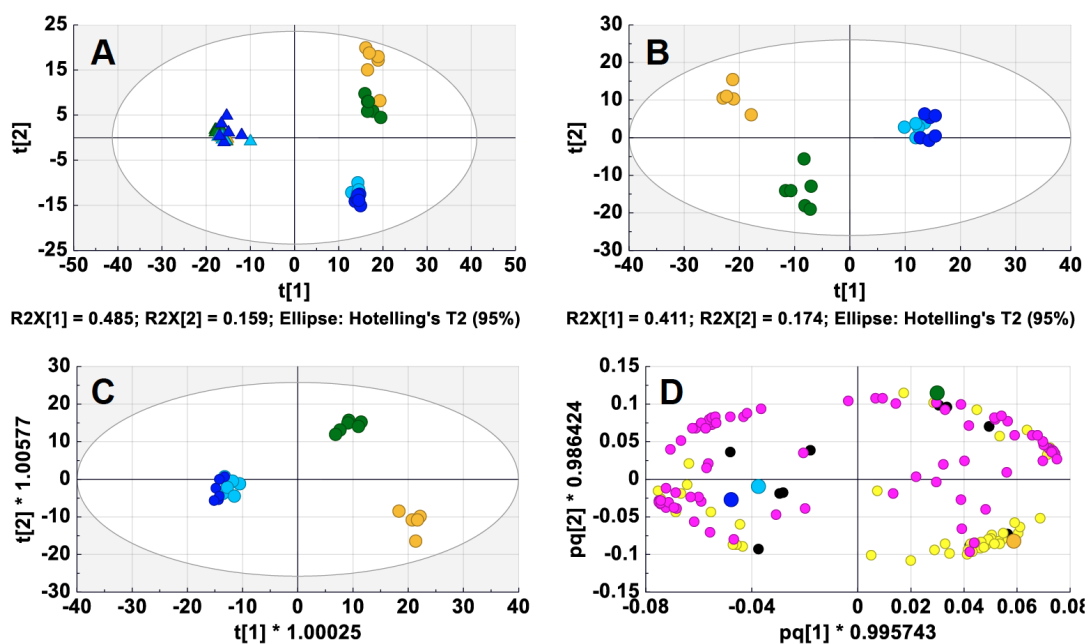 A
B
25
15
5
-5
-15
-25
t[2]
-50 -40 -30 -20 -10 0 10 20 30 40 50
t[1]
30
20
10
0
-10
-20
-30
t[2]
-40 -30 -20 -10 0 10 20 30 40
t[1]
R2X[1] = 0.485; R2X[2] = 0.159; Ellipse: Hotelling's T2 (95%)
R2X[1] = 0.411; R2X[2] = 0.174; Ellipse: Hotelling's T2 (95%)
C
D
30
20
10
0
-10
-20
-30
t[2] * 1.00577
-40 -30 -20 -10 0 10 20 30 40
t[1] * 1.00025
0.15
0.1
0.05
0
-0.05
-0.1
-0.15
pq[2] * 0.986424
-0.08 -0.04 0 0.04 0.06 0.08
pq[1] * 0.995743